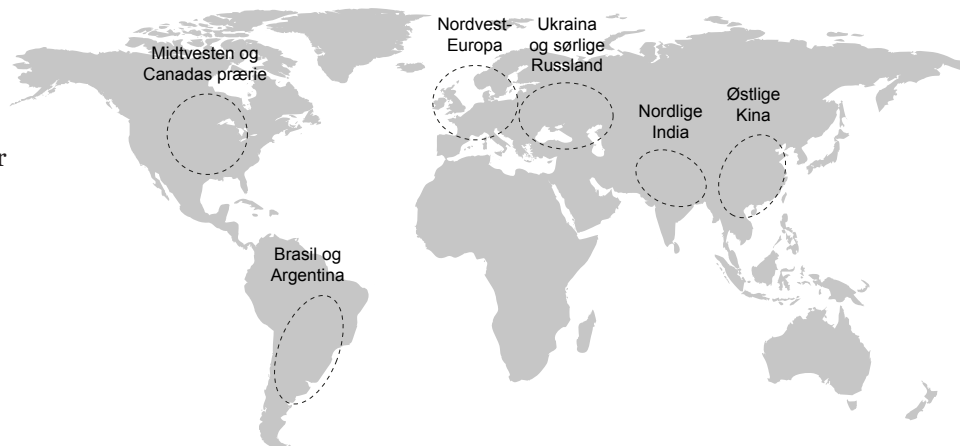 Nordvest-
Europa
Ukraina
og sørlige
Russland
Midtvesten og
Canadas prærie
Østlige
Kina
Nordlige
India
r
Brasil og
Argentina